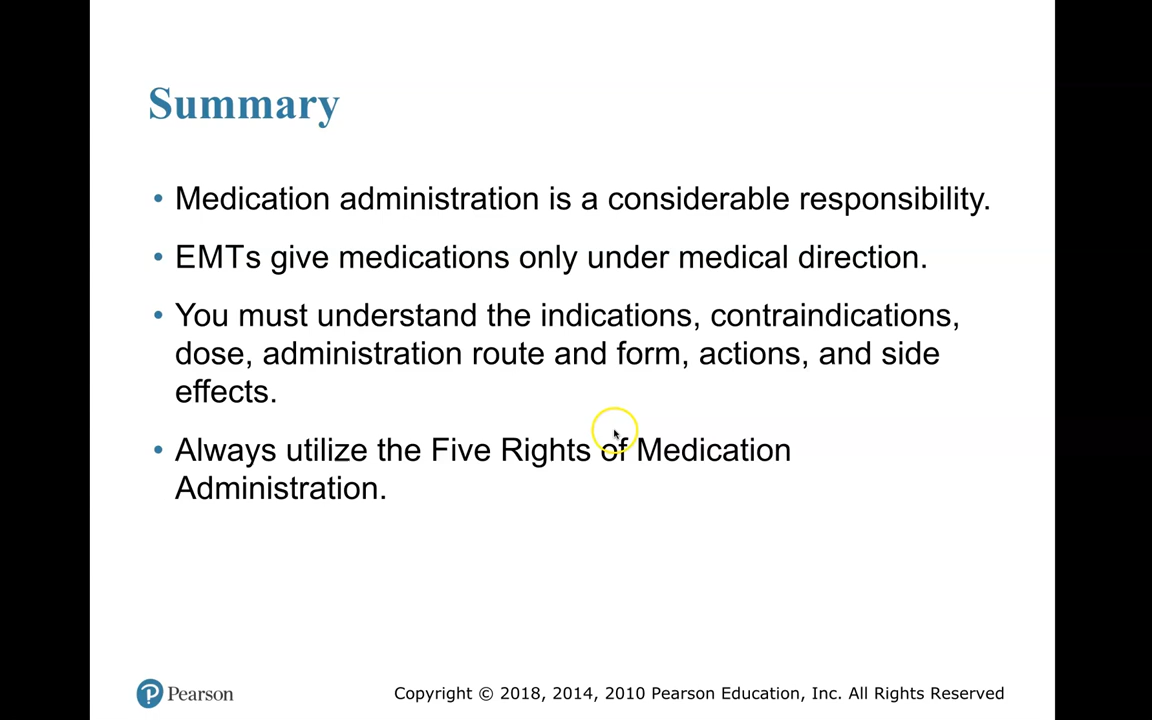 Summary
• Medication administration is a considerable responsibility.
• EMTs give medications only under medical direction.
• You must understand the indications, contraindications,
dose, administration route and form, actions, and side
effects.
• Always utilize the Five Rights of Medication
Administration.
Pearson
Copyright © 2018, 2014, 2010 Pearson Education, Inc. All Rights Reserved